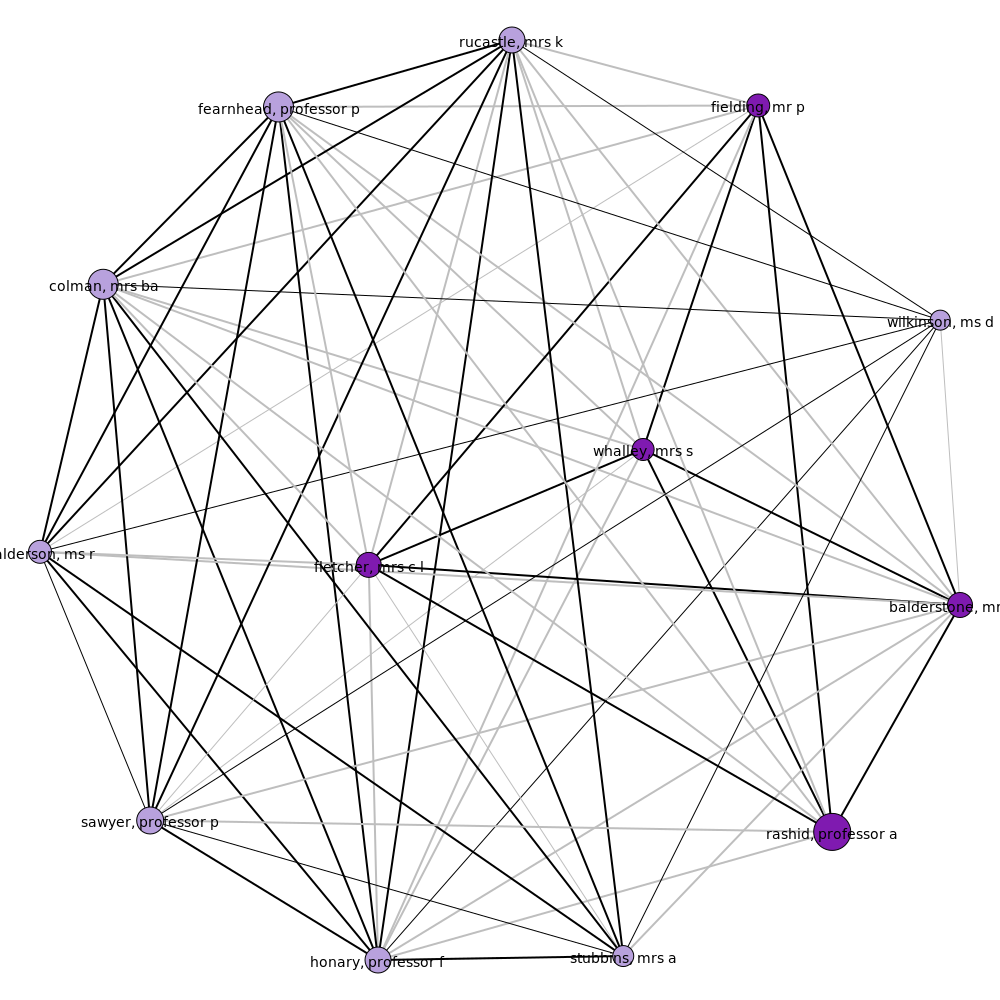 rucastle, mrs k
fearnhead, professor p
fielding, mr p
colman, mrs ba
wilkinson, ms d
whalley, mrs s
alderson, ms r
fletcher, mrs c l
balderstone, mr
sawyer, professor p
rashid, professor a
honary, professor f
stubbins, mrs a